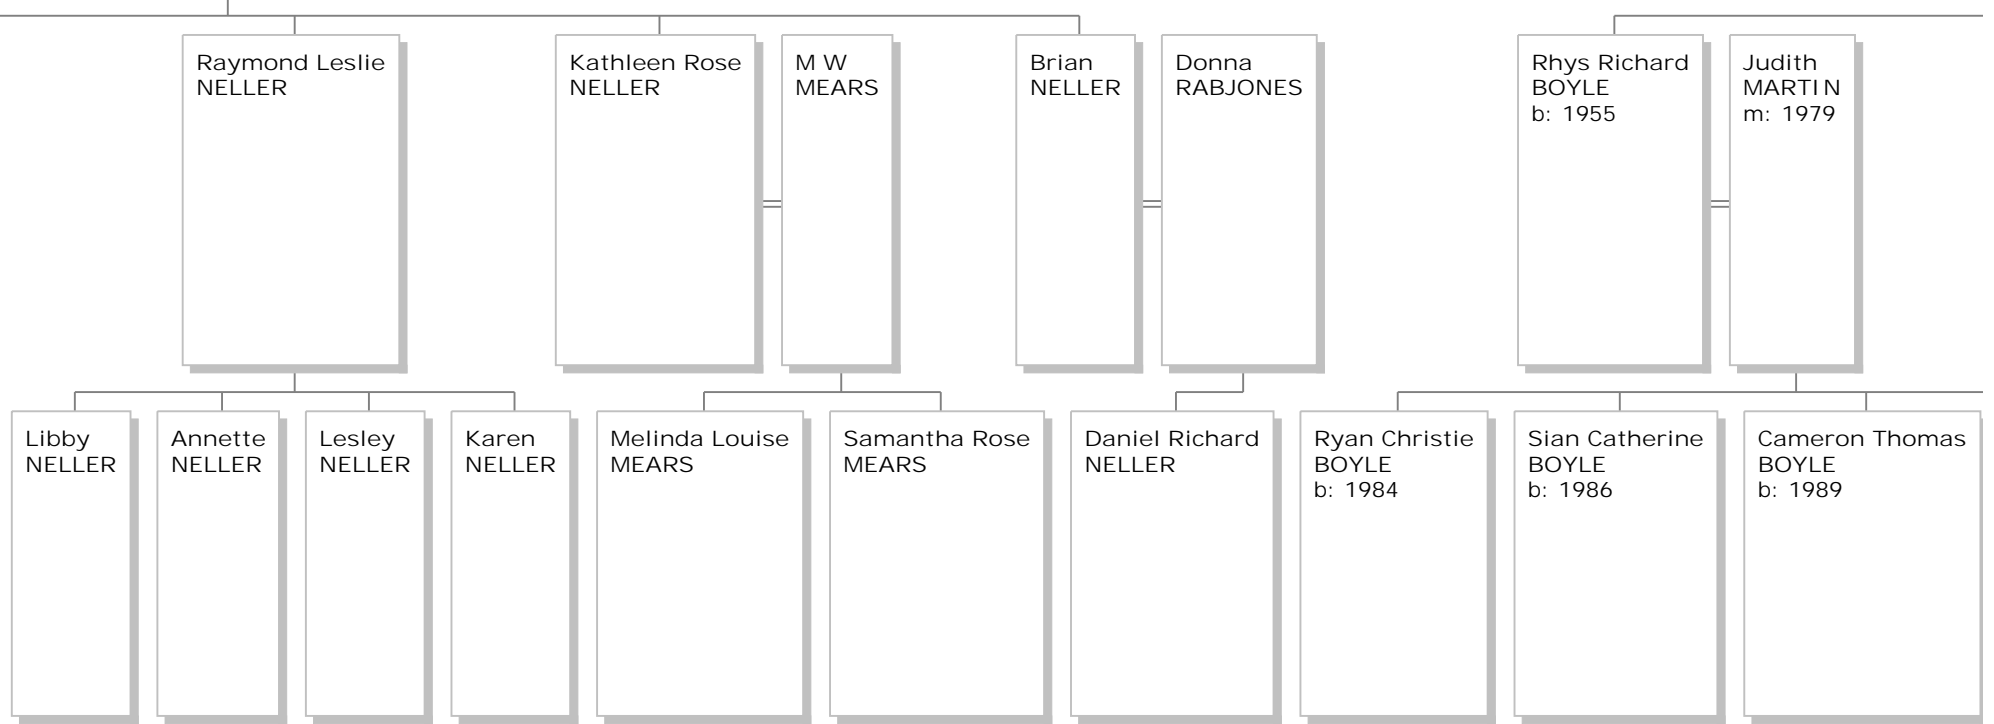 Raymond Leslie
NELLER
Kathleen Rose
NELLER
M W
MEARS
Brian
NELLER
Donna
RABJONES
Rhys Richard
BOYLE
b: 1955
Judith
MARTIN
m: 1979
Libby
NELLER
Annette
NELLER
Lesley
NELLER
Karen
NELLER
Melinda Louise
MEARS
Samantha Rose
MEARS
Daniel Richard
NELLER
Ryan Christie
BOYLE
b: 1984
Sian Catherine
BOYLE
b: 1986
Cameron Thomas
BOYLE
b: 1989